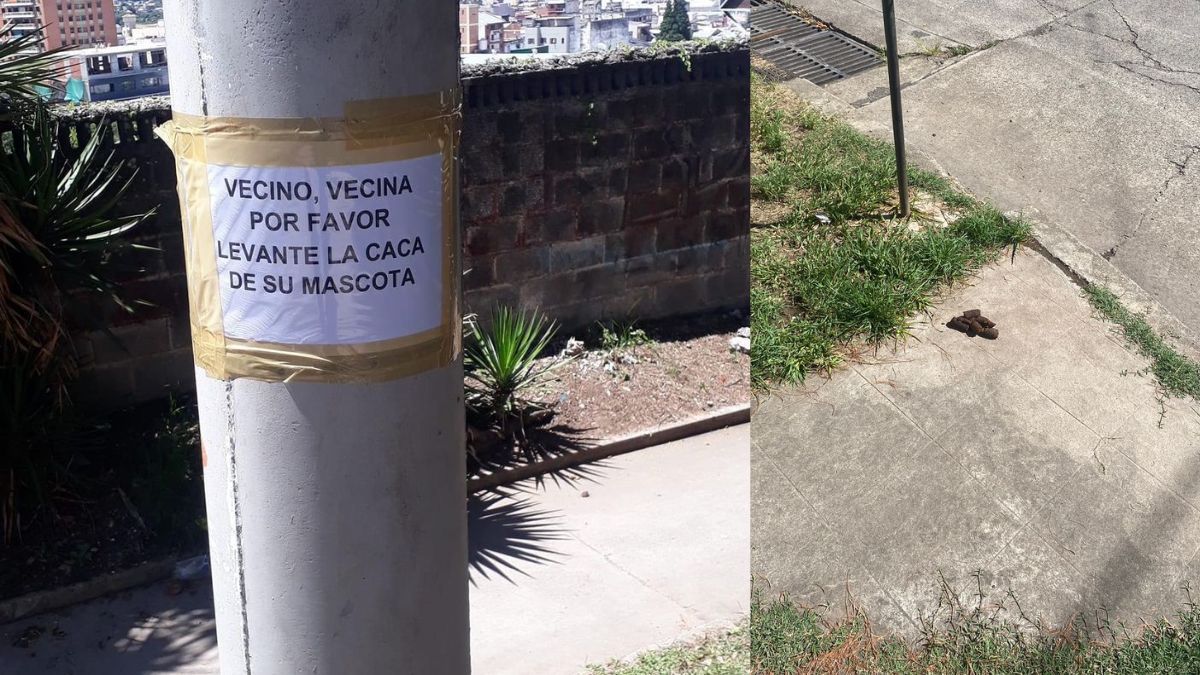 VECINO, VECINA
POR FAVOR
LEVANTE LA CACA
DE SU MASCOTA